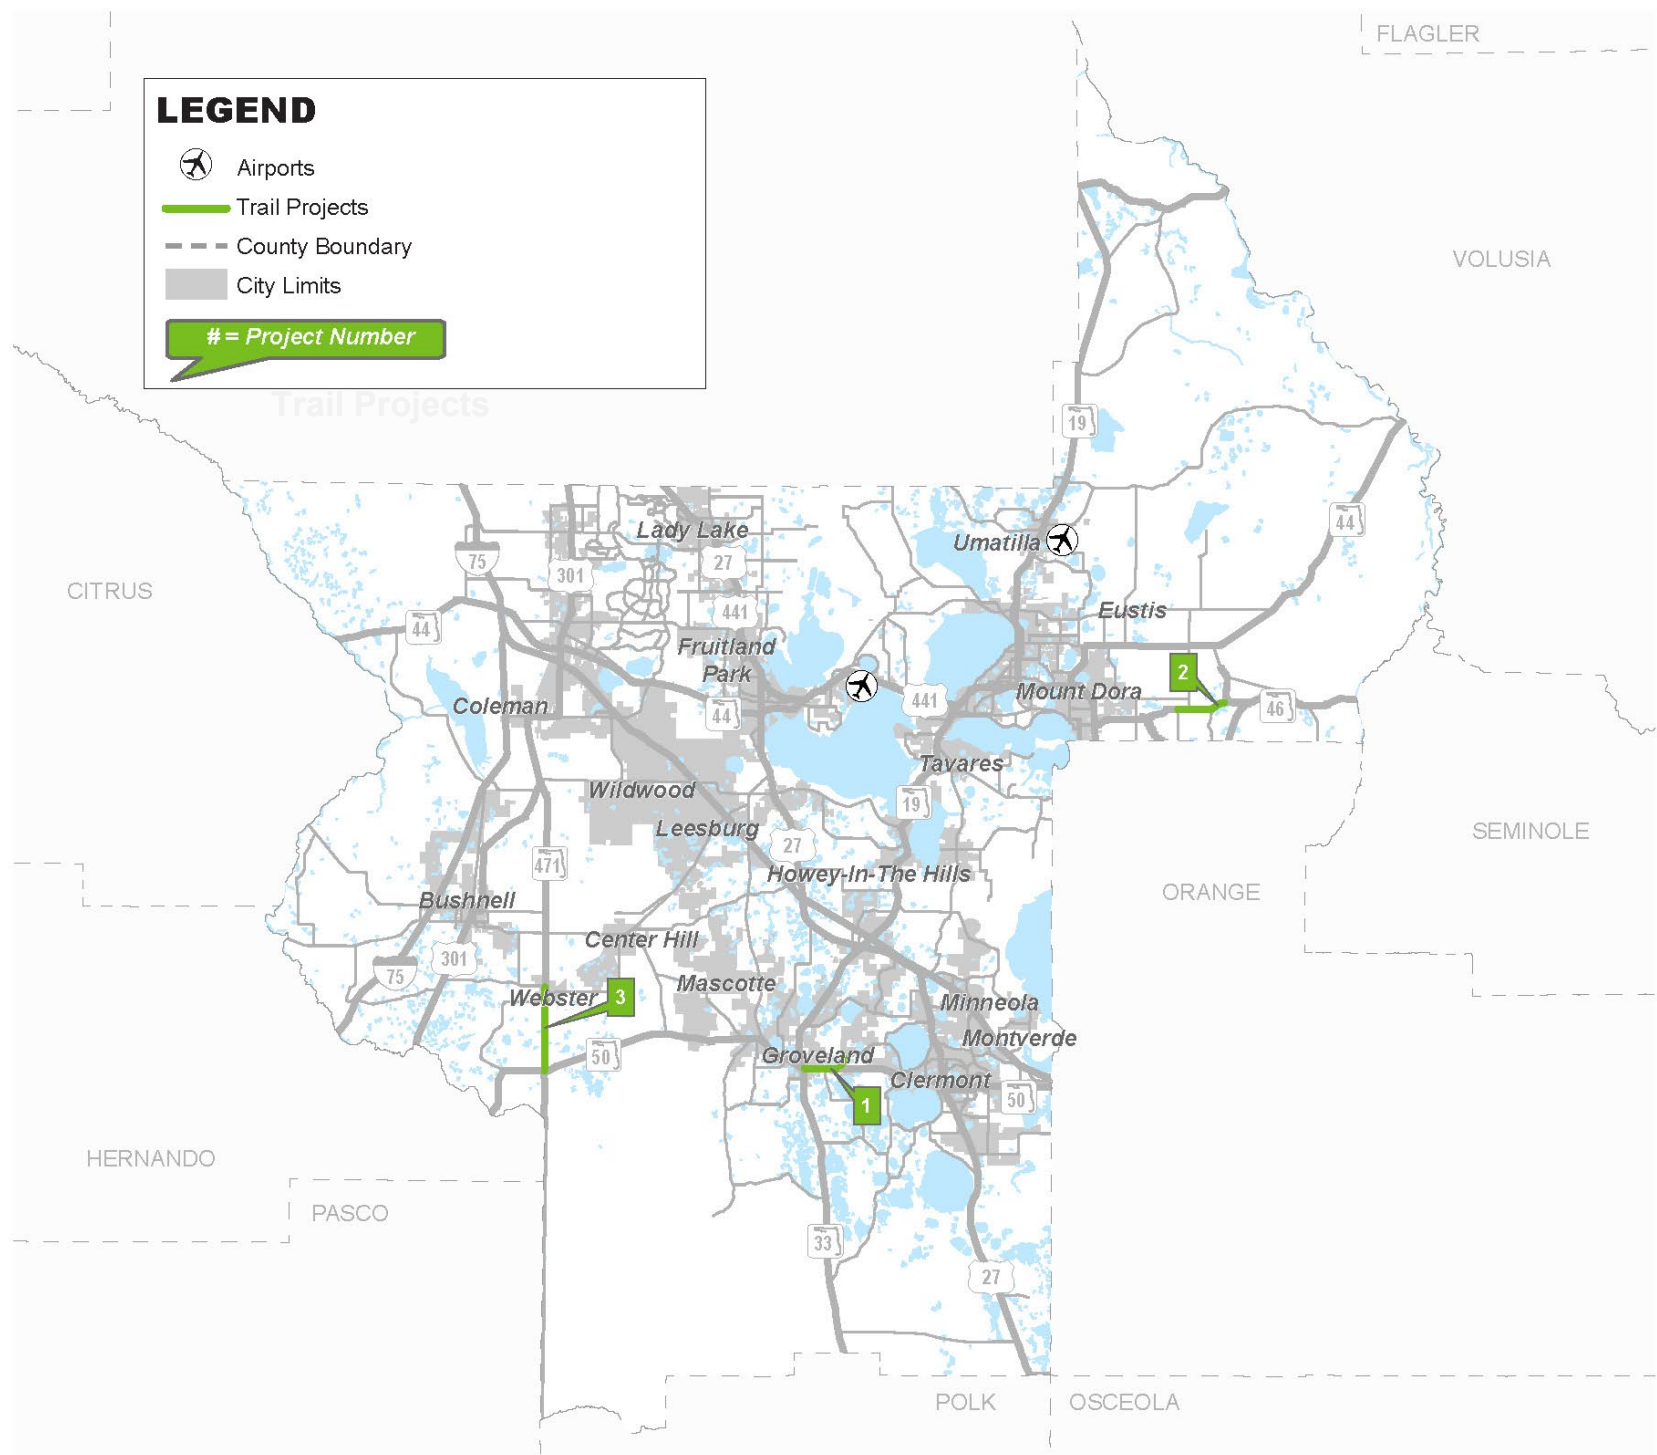 FLAGLER
LEGEND
Airports
Trail Projects
County Boundary
City Limits
# = Project Number
Trail Projects
VOLUSIA
19
44
Lady Lake
Umatilla
75
301
27
CITRUS
441
Eustis
44
Fruitland
Park
2
Mount Dora
441
Coleman
44
46
Tavares
Wildwood
19
Leesburg
SEMINOLE
27
471
Howey-In-The Hills
ORANGE
Bushnell
Center Hill
301
75
Mascotte
Webster
3
Minneola
Montverde
50
Groveland
Clermont
1
50
HERNANDO
PASCO
33
27
POLK
OSCEOLA